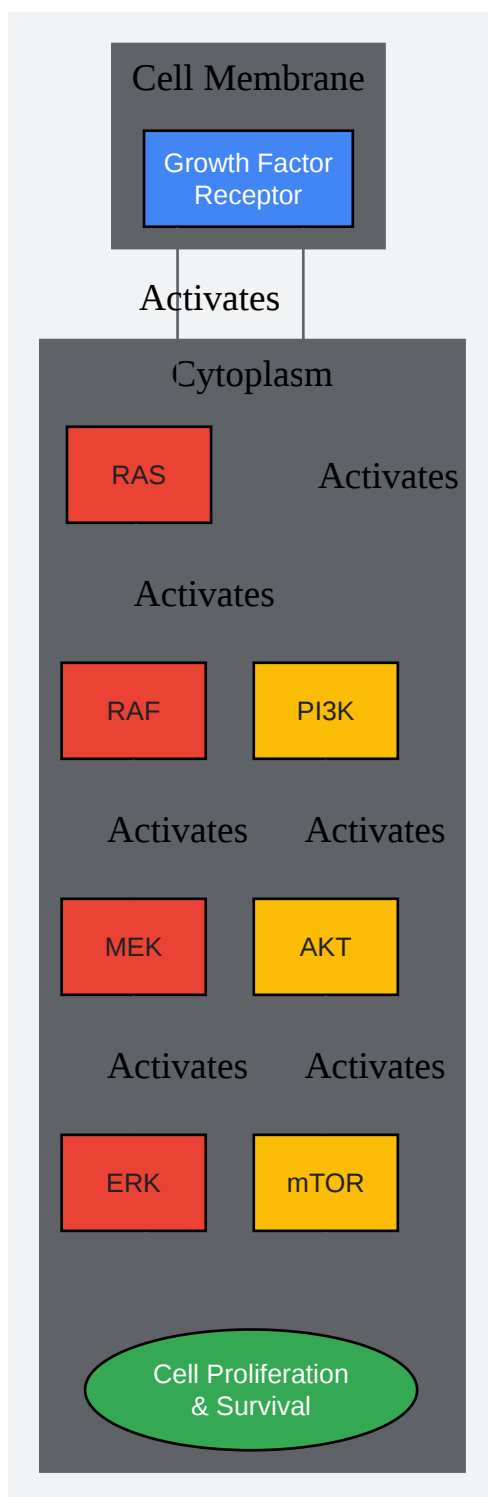 Cell Membrane
Growth Factor
Receptor
Activates
Cytoplasm
RAS
Activates
Activates
RAF
PI3K
Activates
Activates
MEK
AKT
Activates
Activates
ERK
mTOR
Cell Proliferation
& Survival